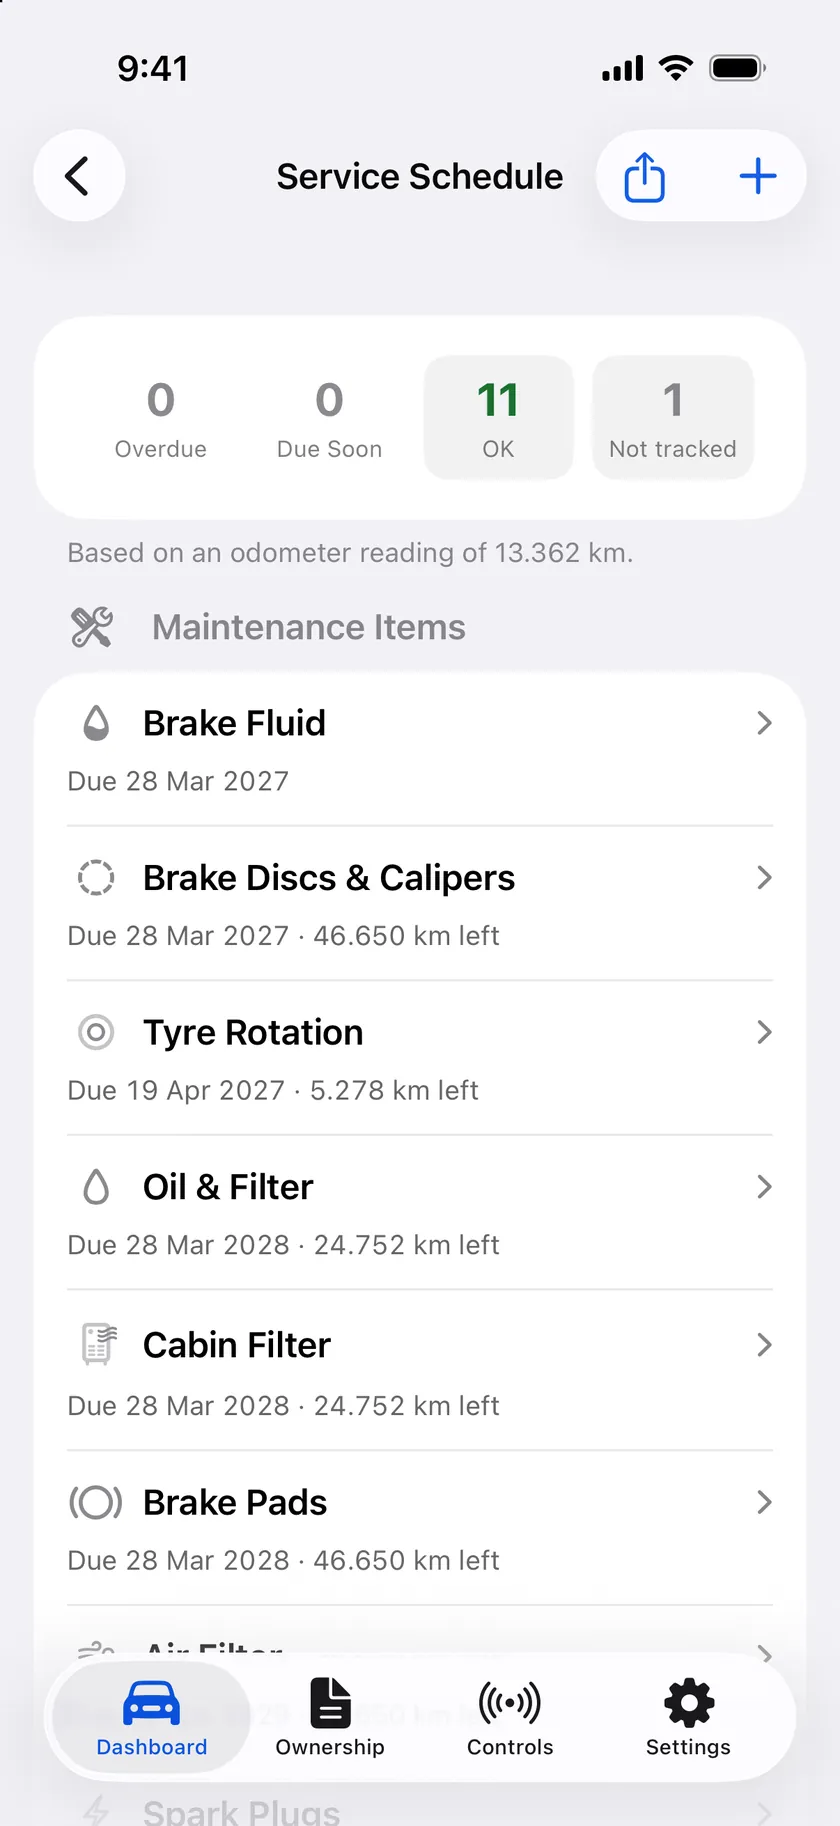 9:41
Service Schedule
0
Overdue
0
Due Soon
11
OK
1
Not tracked
Based on an odometer reading of 13.362 km.
Maintenance Items
Brake Fluid
Due 28 Mar 2027
Brake Discs & Calipers
Due 28 Mar 2027 · 46.650 km left
Tyre Rotation
Due 19 Apr 2027 · 5.278 km left
Oil & Filter
Due 28 Mar 2028 · 24.752 km left
Cabin Filter
Due 28 Mar 2028 · 24.752 km left
Brake Pads
Due 28 Mar 2028 · 46.650 km left
Air Filter
Dashboard
Ownership
Controls
Settings
Spark Plugs